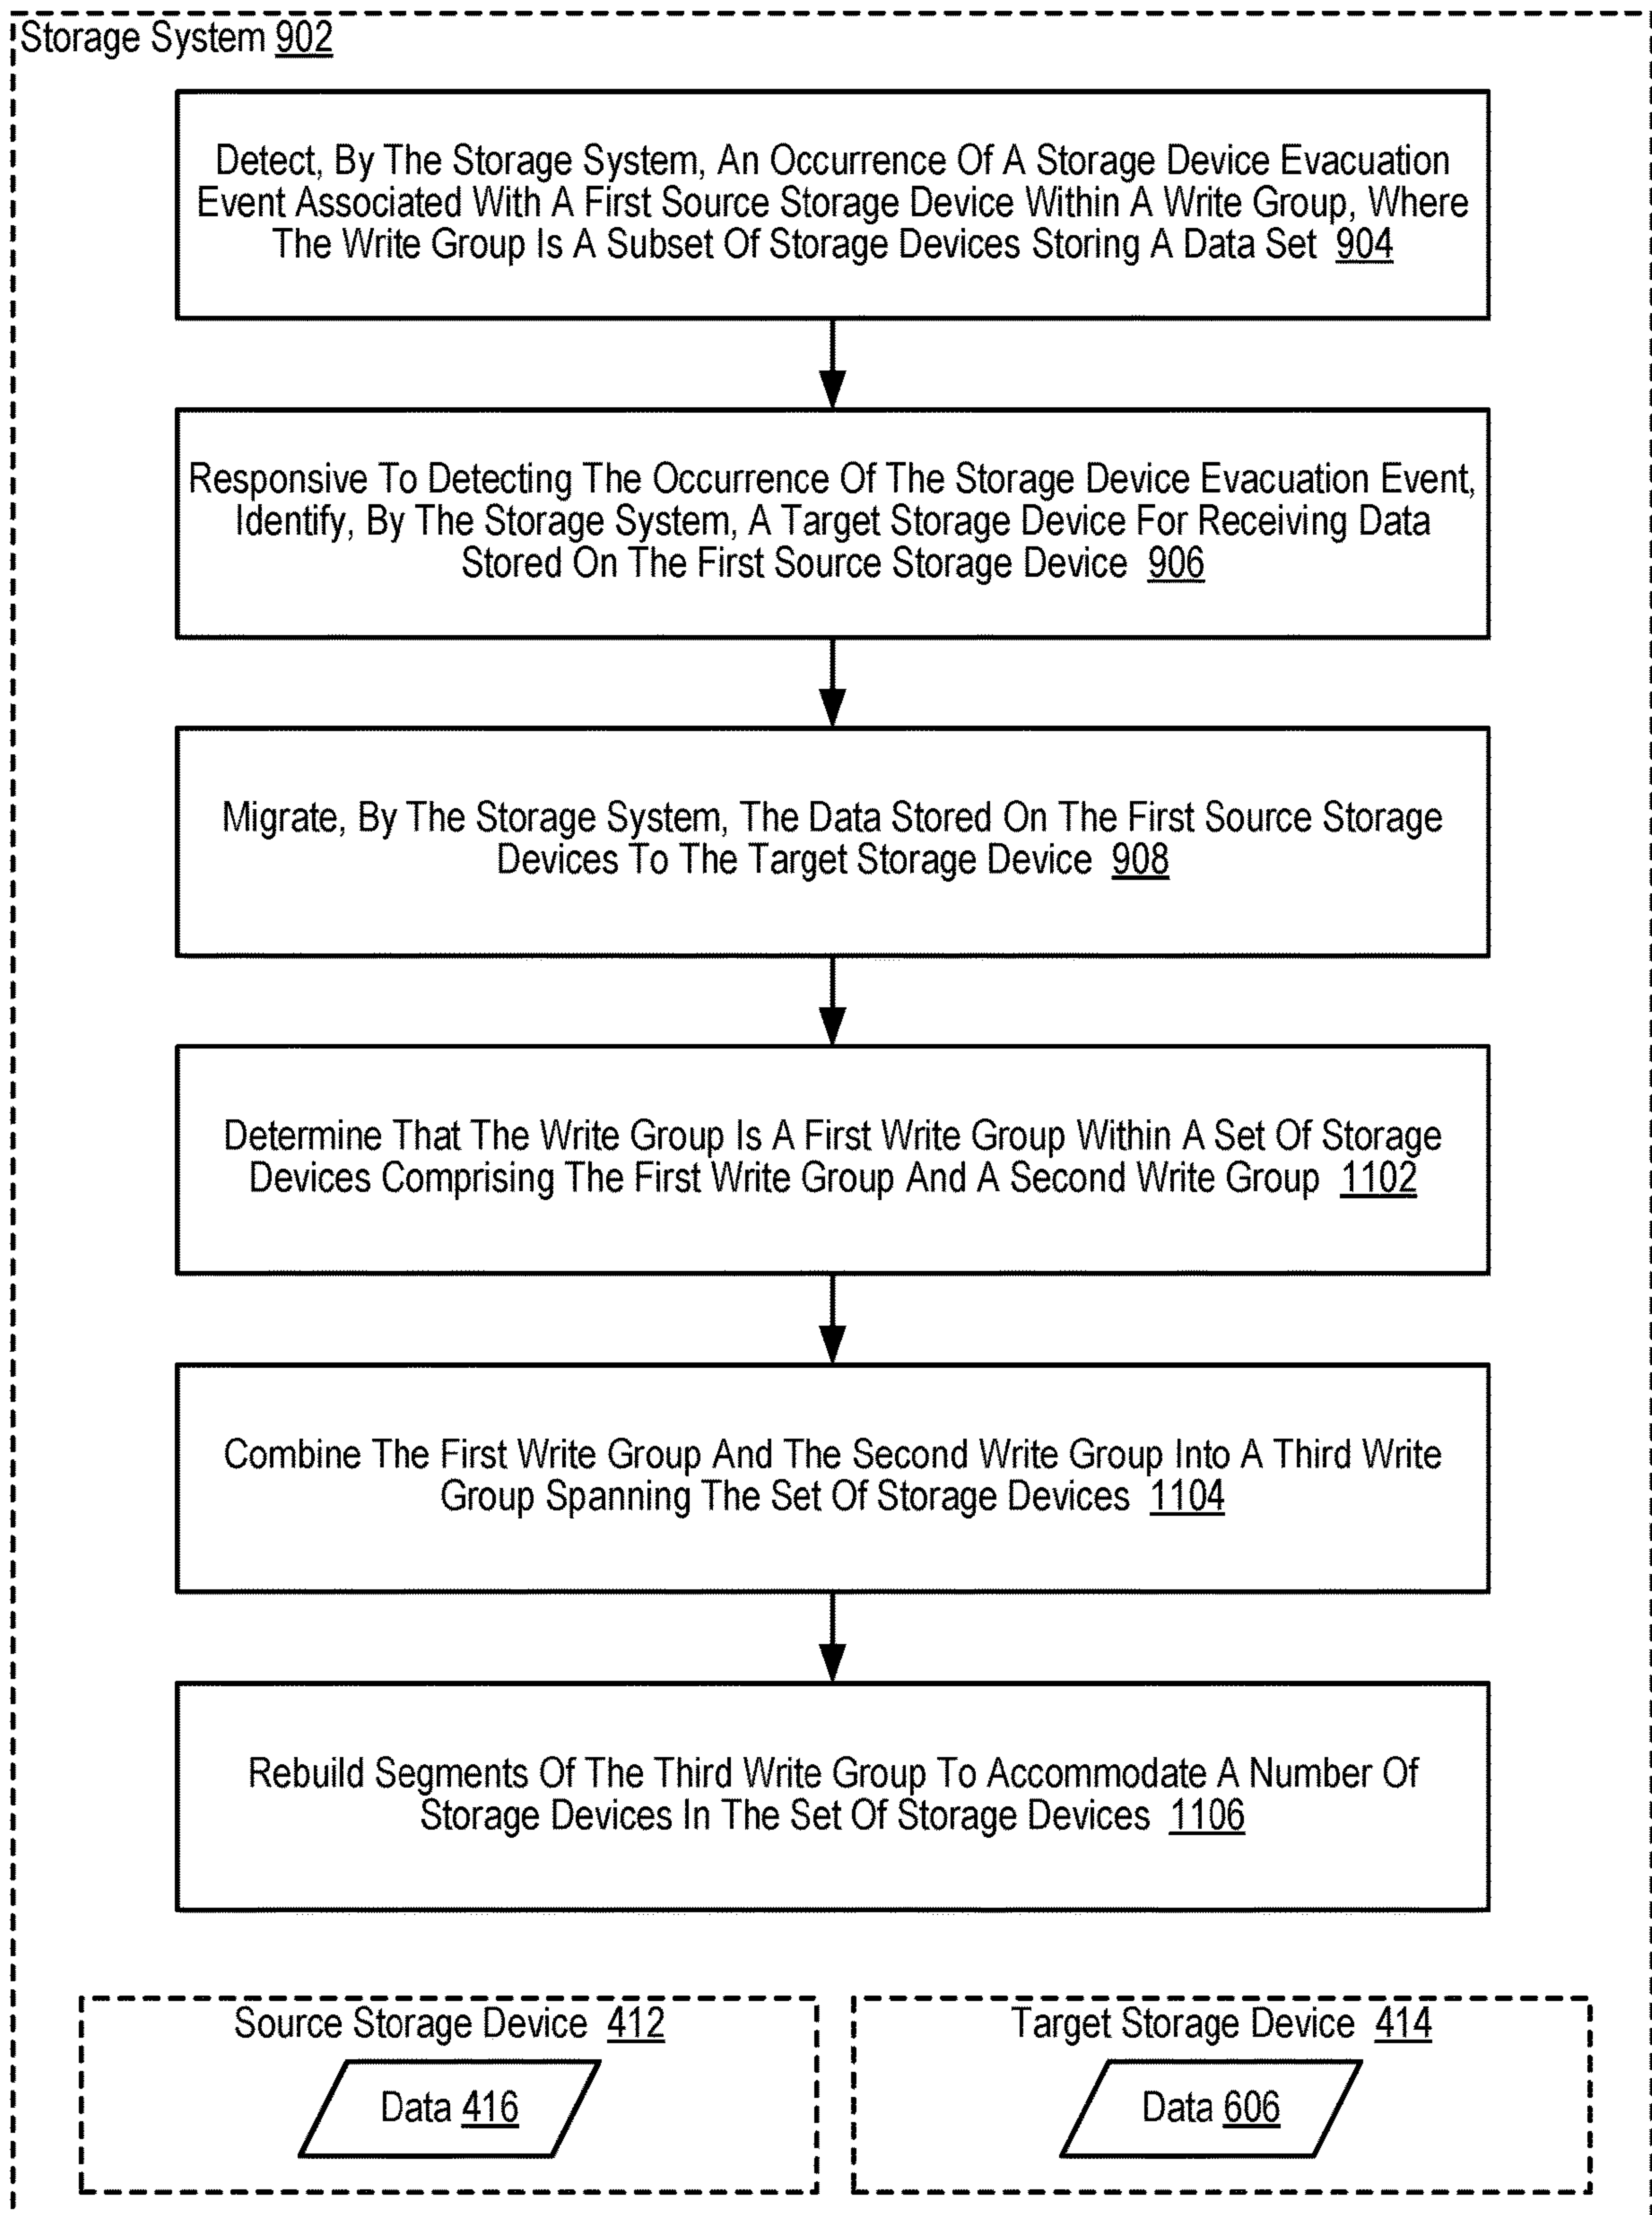 Storage System 902
Detect, By The Storage System, An Occurrence Of A Storage Device Evacuation
Event Associated With A First Source Storage Device Within A Write Group, Where
The Write Group Is A Subset Of Storage Devices Storing A Data Set 904
Responsive To Detecting The Occurrence Of The Storage Device Evacuation Event,
Identify, By The Storage System, A Target Storage Device For Receiving Data
Stored On The First Source Storage Device 906
Migrate, By The Storage System, The Data Stored On The First Source Storage
Devices To The Target Storage Device 908
Determine That The Write Group Is A First Write Group Within A Set Of Storage
Devices Comprising The First Write Group And A Second Write Group 1102
Combine The First Write Group And The Second Write Group Into A Third Write
Group Spanning The Set Of Storage Devices 1104
Rebuild Segments Of The Third Write Group To Accommodate A Number Of
Storage Devices In The Set Of Storage Devices 1106
Source Storage Device 412
Data 416
Target Storage Device 414
Data 606